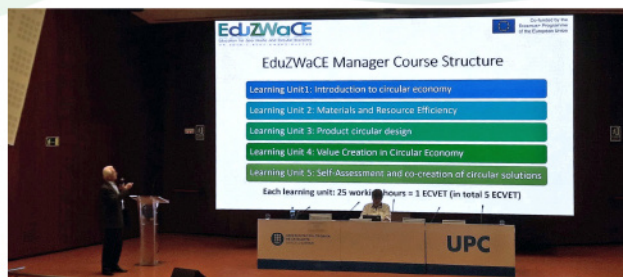 EduZWaCE
Co-funded by the
Erasmus+ Programme
of the European Union
EduZWaCE Manager Course Structure
Learning Unit1: Introduction to circular economy
Learning Unit 2: Materials and Resource Efficiency
Learning Unit 3: Product circular design
Learning Unit 4: Value Creation in Circular Economy
Learning Unit 5: Self-Assessment and co-creation of circular solutions
Each learning unit: 25 working hours = 1 ECVET (in total 5 ECVET)
UPC